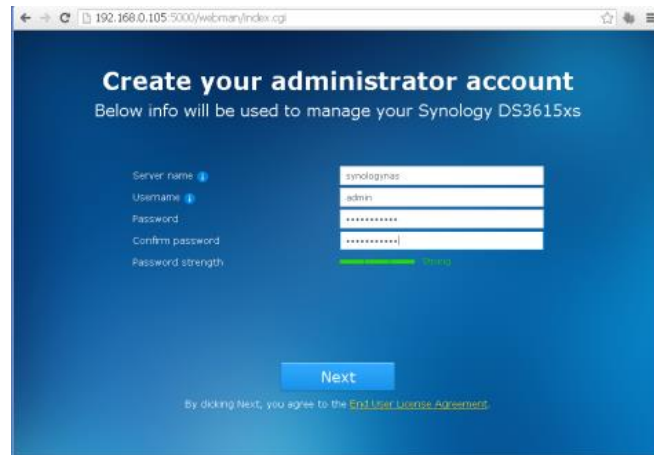 192.168.0.105:5000/webman/index.cgi
Create your administrator account
Below info will be used to manage your Synology DS3615xs
Server name synologynas
Username admin
Password •••••••••••
Confirm password •••••••••••
Password strength Strong
Next
By clicking Next, you agree to the End User License Agreement.